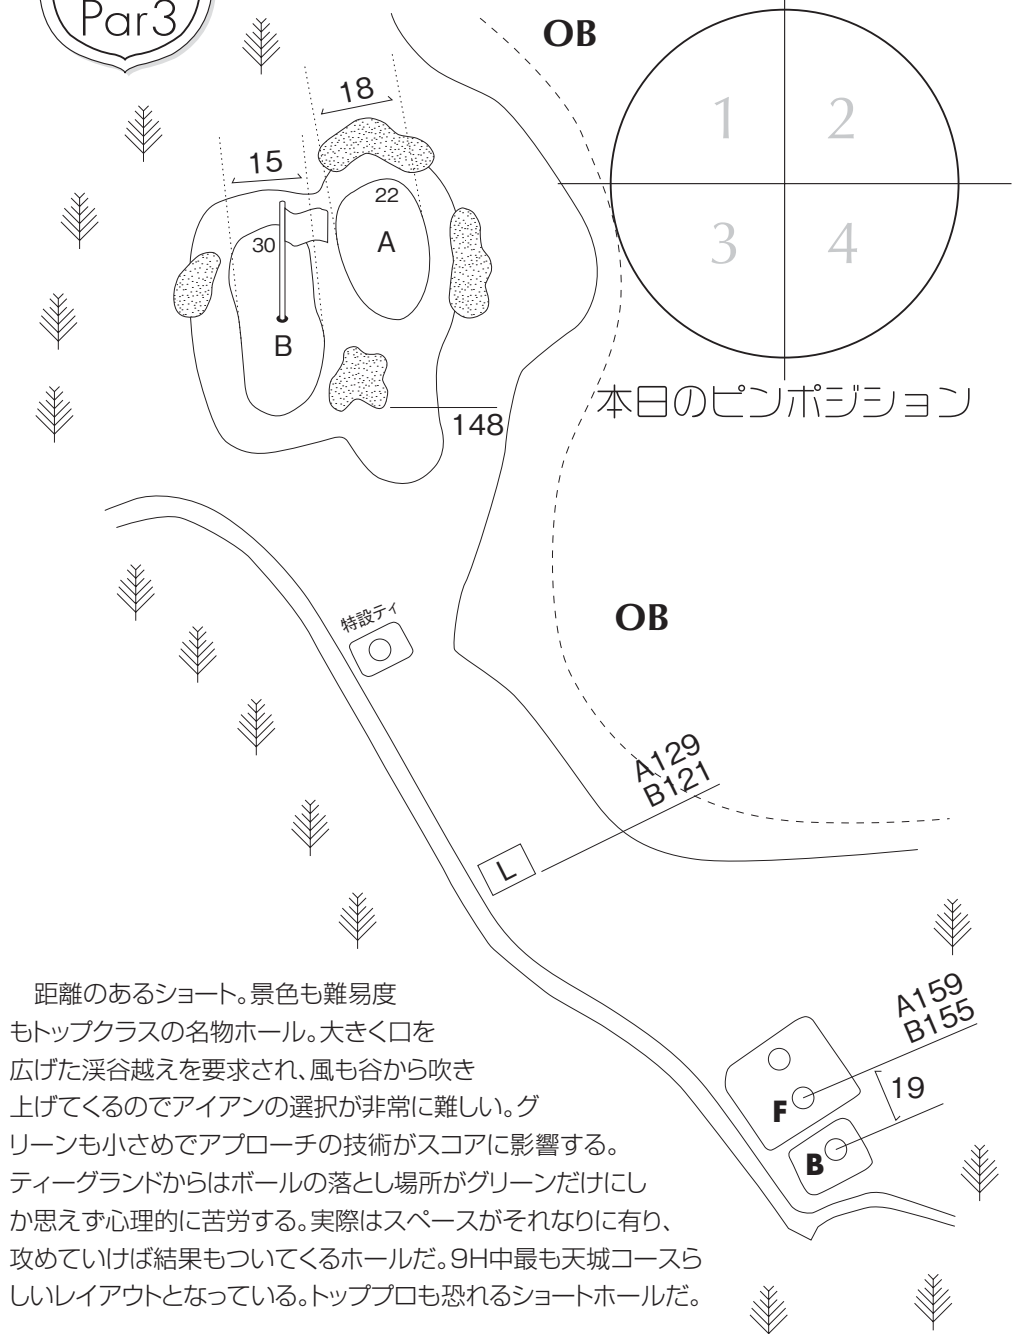 Par3
OB
1
2
3
4
本日のピンポジション
18
15
22
A
30
B
148
特設ティ
OB
A129
B121
L
A159
B155
19
F
B
距離のあるショート。景色も難易度
もトップクラスの名物ホール。大きく口を
広げた渓谷越えを要求され、風も谷から吹き
上げてくるのでアイアンの選択が非常に難しい。グ
リーンも小さめでアプローチの技術がスコアに影響する。
ティーグランドからはボールの落とし場所がグリーンだけにし
か思えず心理的に苦労する。実際はスペースがそれなりに有り、
攻めていけば結果もついてくるホールだ。9H中最も天城コースら
しいレイアウトとなっている。トッププロも恐れるショートホールだ。